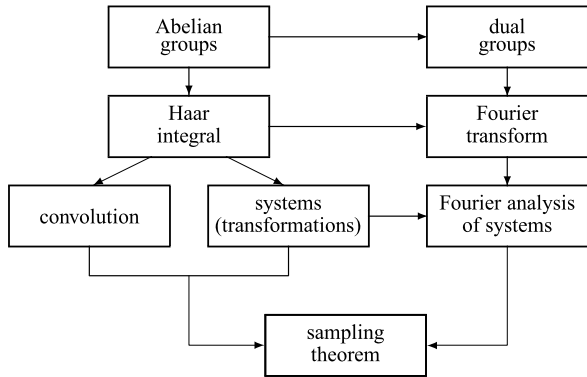 Abelian
groups
dual
groups
Haar
integral
Fourier
transform
convolution
systems
(transformations)
Fourier analysis
of systems
sampling
theorem